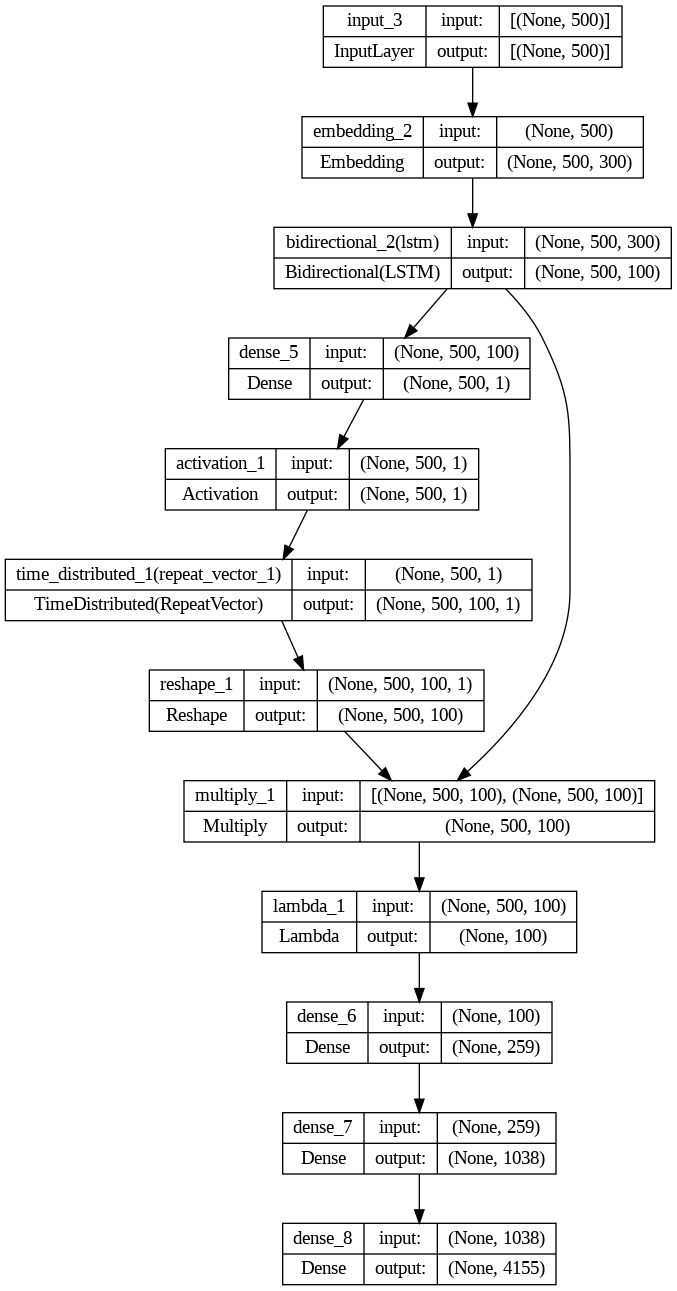 input_3 input: [(None, 500)]
InputLayer output: [(None, 500)]
embedding_2 input: (None, 500)
Embedding output: (None, 500, 300)
bidirectional_2(lstm) input: (None, 500, 300)
Bidirectional(LSTM) output: (None, 500, 100)
dense_5 input: (None, 500, 100)
Dense output: (None, 500, 1)
activation_1 input: (None, 500, 1)
Activation output: (None, 500, 1)
time_distributed_1(repeat_vector_1) input: (None, 500, 1)
TimeDistributed(RepeatVector) output: (None, 500, 100, 1)
reshape_1 input: (None, 500, 100, 1)
Reshape output: (None, 500, 100)
multiply_1 input: [(None, 500, 100), (None, 500, 100)]
Multiply output: (None, 500, 100)
lambda_1 input: (None, 500, 100)
Lambda output: (None, 100)
dense_6 input: (None, 100)
Dense output: (None, 259)
dense_7 input: (None, 259)
Dense output: (None, 1038)
dense_8 input: (None, 1038)
Dense output: (None, 4155)